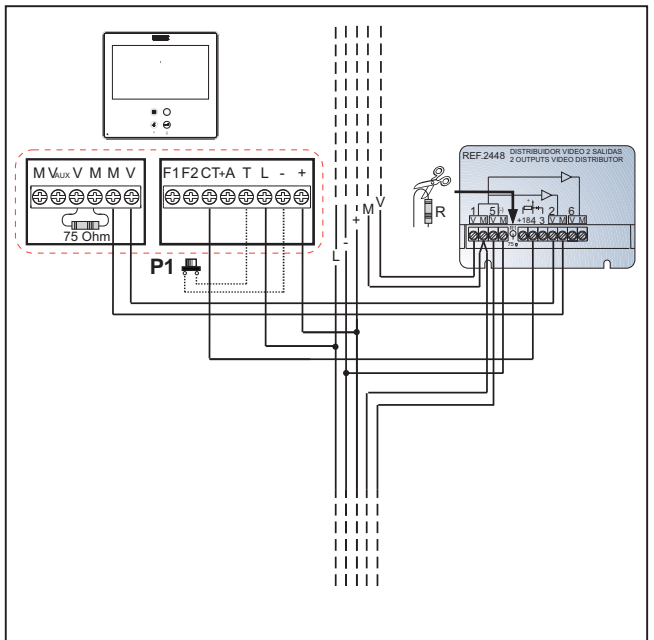 REF.2448 DISTRIBUIDOR VIDEO 2 SALIDAS
2 OUTPUTS VIDEO DISTRIBUTOR
M VAUX V M M V
F1 F2 CT +A T L - +
75 Ohm
P1
L - + M V
R
1 5 +18 4 3 2 6
V M V M V M V M